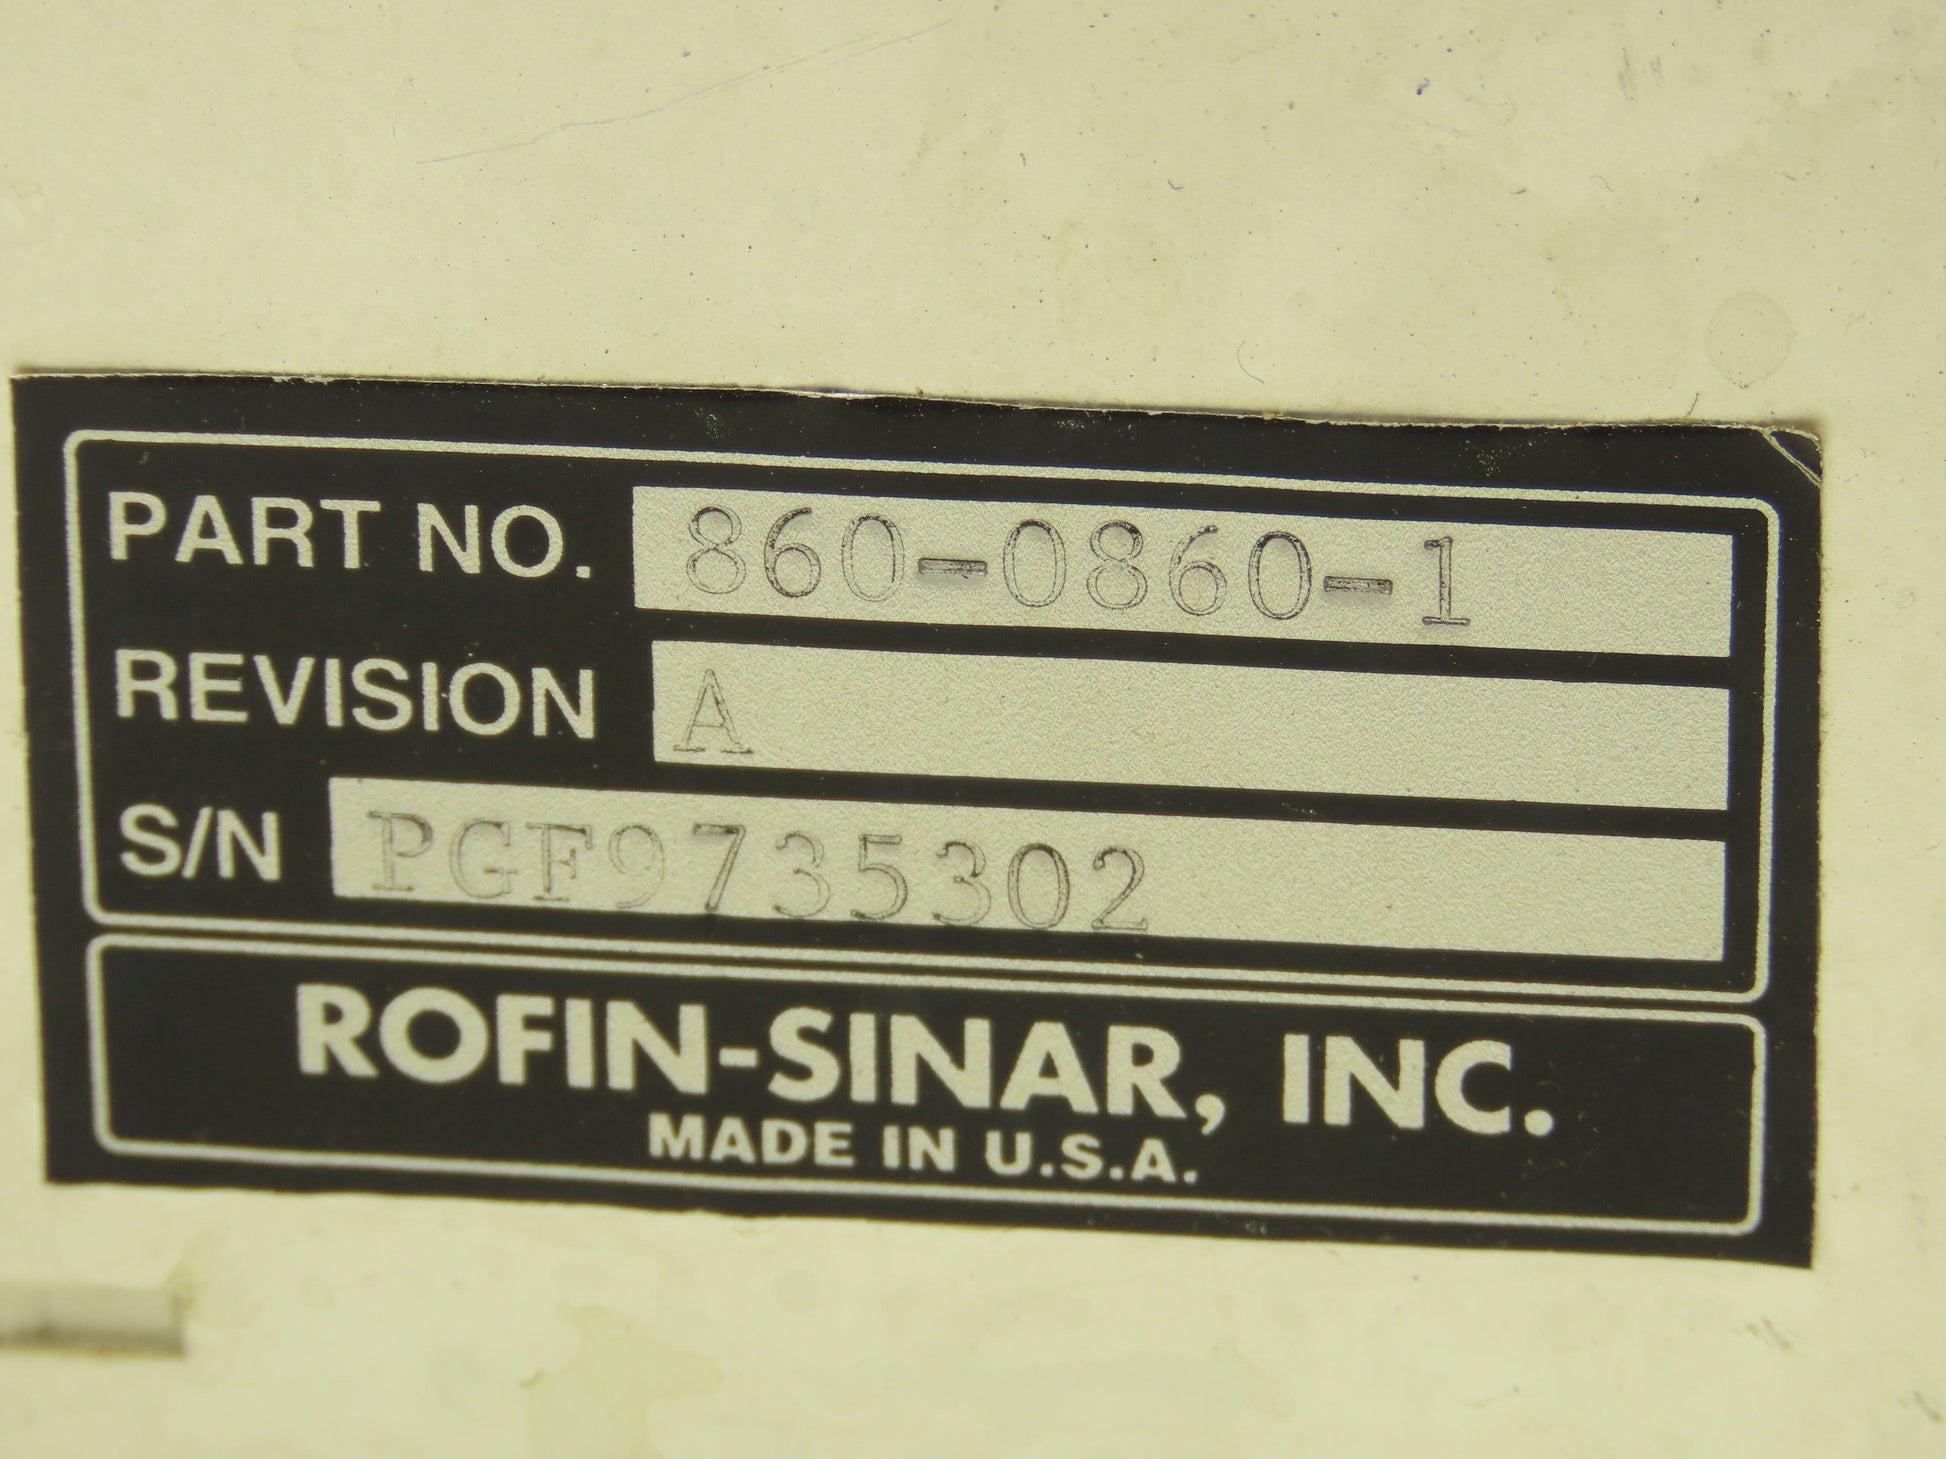 PART NO. 860-0860-1
REVISION A
S/N PGF9735302
ROFIN-SINAR, INC.
MADE IN U.S.A.